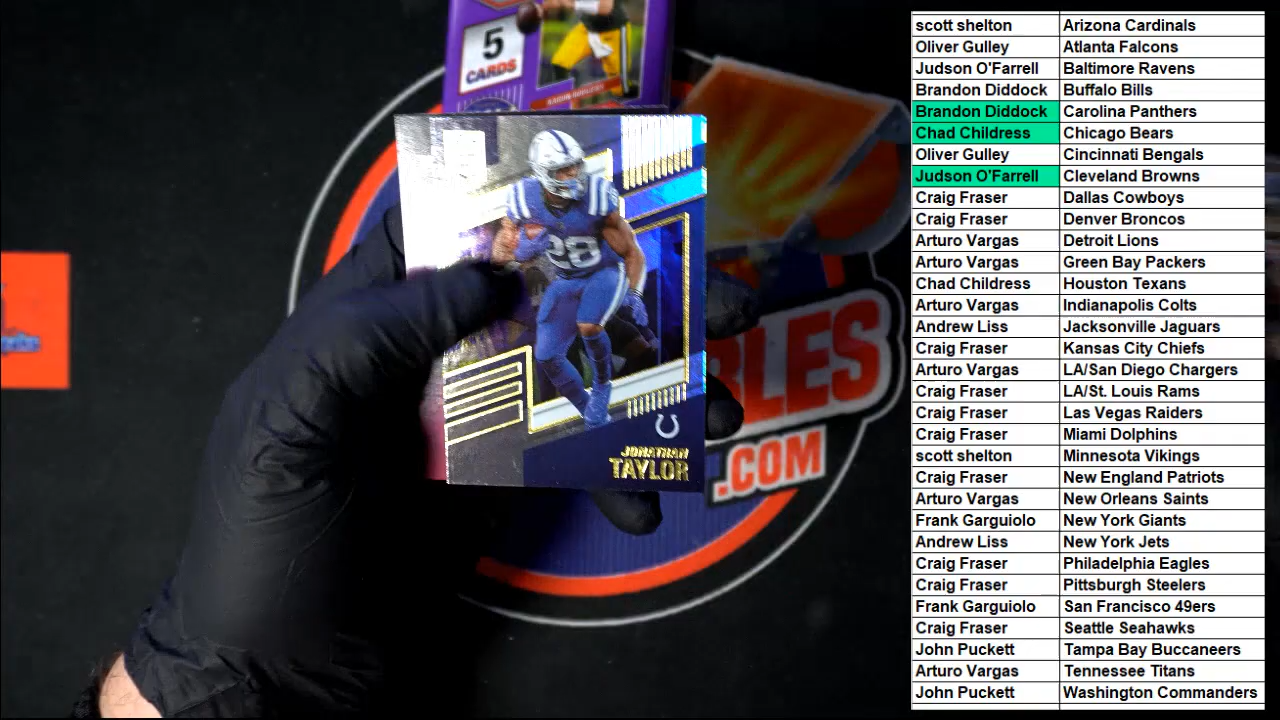 5
CARDS
28
JONATHAN
TAYLOR
BLES
.COM
scott shelton Arizona Cardinals
Oliver Gulley Atlanta Falcons
Judson O'Farrell Baltimore Ravens
Brandon Diddock Buffalo Bills
Brandon Diddock Carolina Panthers
Chad Childress Chicago Bears
Oliver Gulley Cincinnati Bengals
Judson O'Farrell Cleveland Browns
Craig Fraser Dallas Cowboys
Craig Fraser Denver Broncos
Arturo Vargas Detroit Lions
Arturo Vargas Green Bay Packers
Chad Childress Houston Texans
Arturo Vargas Indianapolis Colts
Andrew Liss Jacksonville Jaguars
Craig Fraser Kansas City Chiefs
Arturo Vargas LA/San Diego Chargers
Craig Fraser LA/St. Louis Rams
Craig Fraser Las Vegas Raiders
Craig Fraser Miami Dolphins
scott shelton Minnesota Vikings
Craig Fraser New England Patriots
Arturo Vargas New Orleans Saints
Frank Garguiolo New York Giants
Andrew Liss New York Jets
Craig Fraser Philadelphia Eagles
Craig Fraser Pittsburgh Steelers
Frank Garguiolo San Francisco 49ers
Craig Fraser Seattle Seahawks
John Puckett Tampa Bay Buccaneers
Arturo Vargas Tennessee Titans
John Puckett Washington Commanders